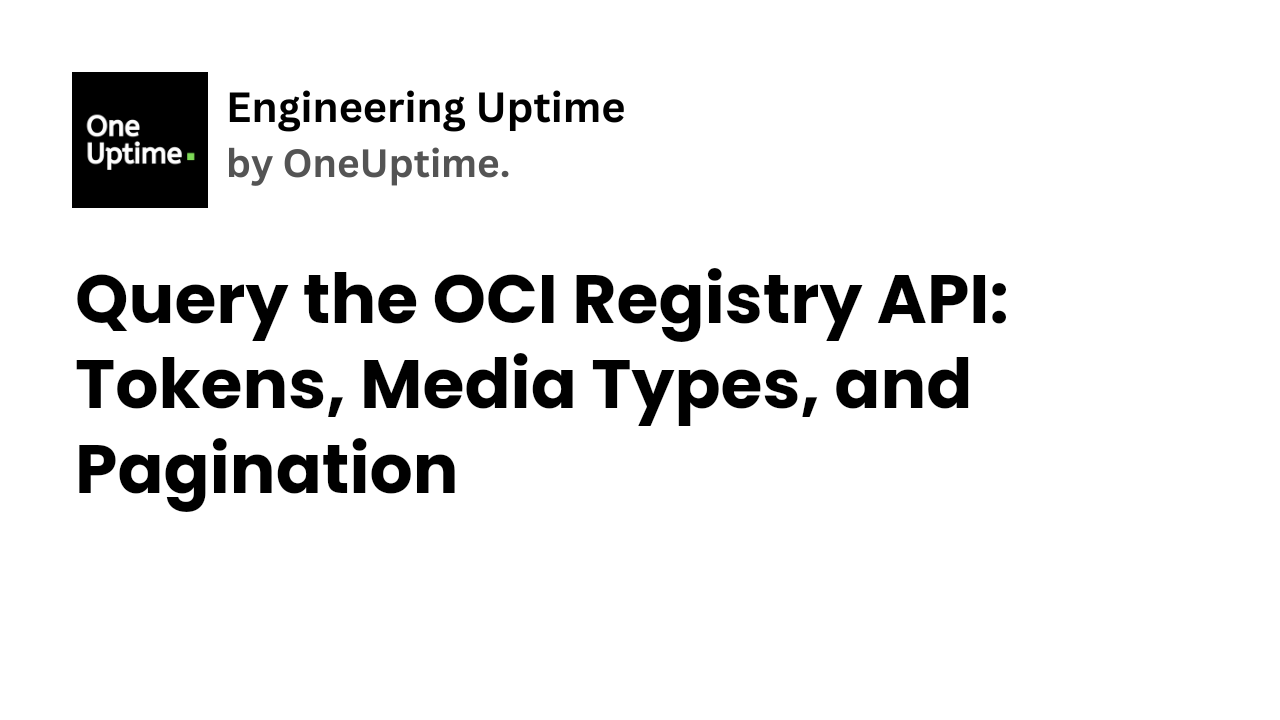 One
Uptime.
Engineering Uptime
by OneUptime.
Query the OCI Registry API:
Tokens, Media Types, and
Pagination